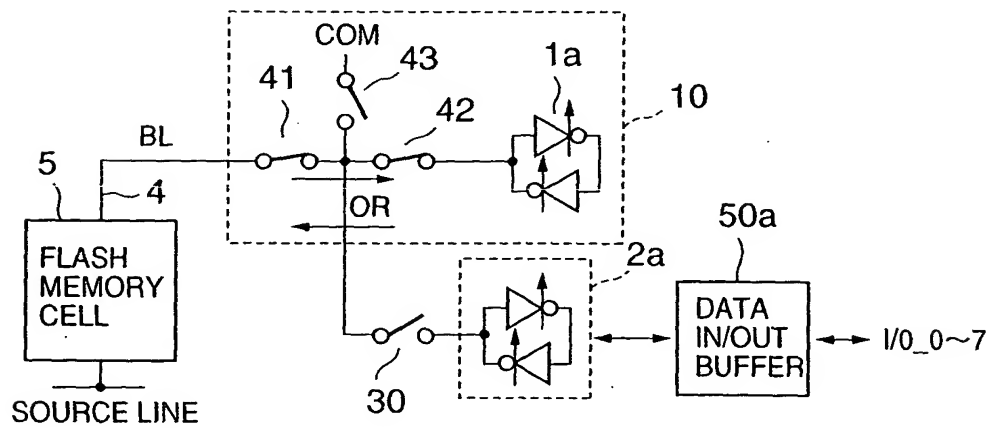 COM
43
1a
41
42
10
BL
5
4
OR
50a
2a
FLASH
MEMORY
CELL
DATA
IN/OUT
BUFFER
I/0_0~7
30
SOURCE LINE